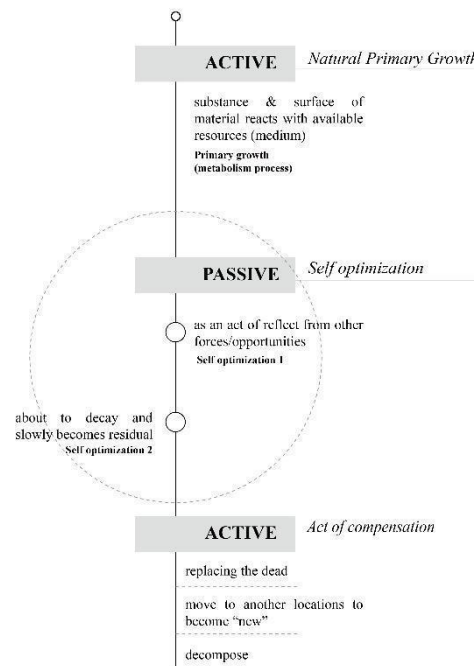 ACTIVE
Natural Primary Growth
substance & surface of
material reacts with available
resources (medium)
Primary growth
(metabolism process)
PASSIVE
Self optimization
as an act of reflect from other
forces/opportunities
Self optimization 1
about to decay and
slowly becomes residual
Self optimization 2
ACTIVE
Act of compensation
replacing the dead
move to another locations to
become “new”
decompose